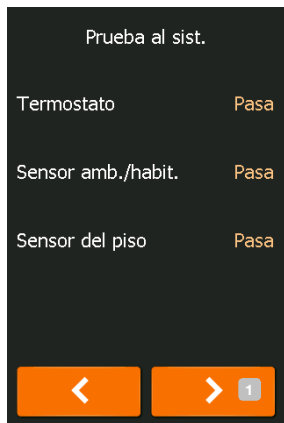 Prueba al sist.
Termostato Pasa
Sensor amb./habit. Pasa
Sensor del piso Pasa
1